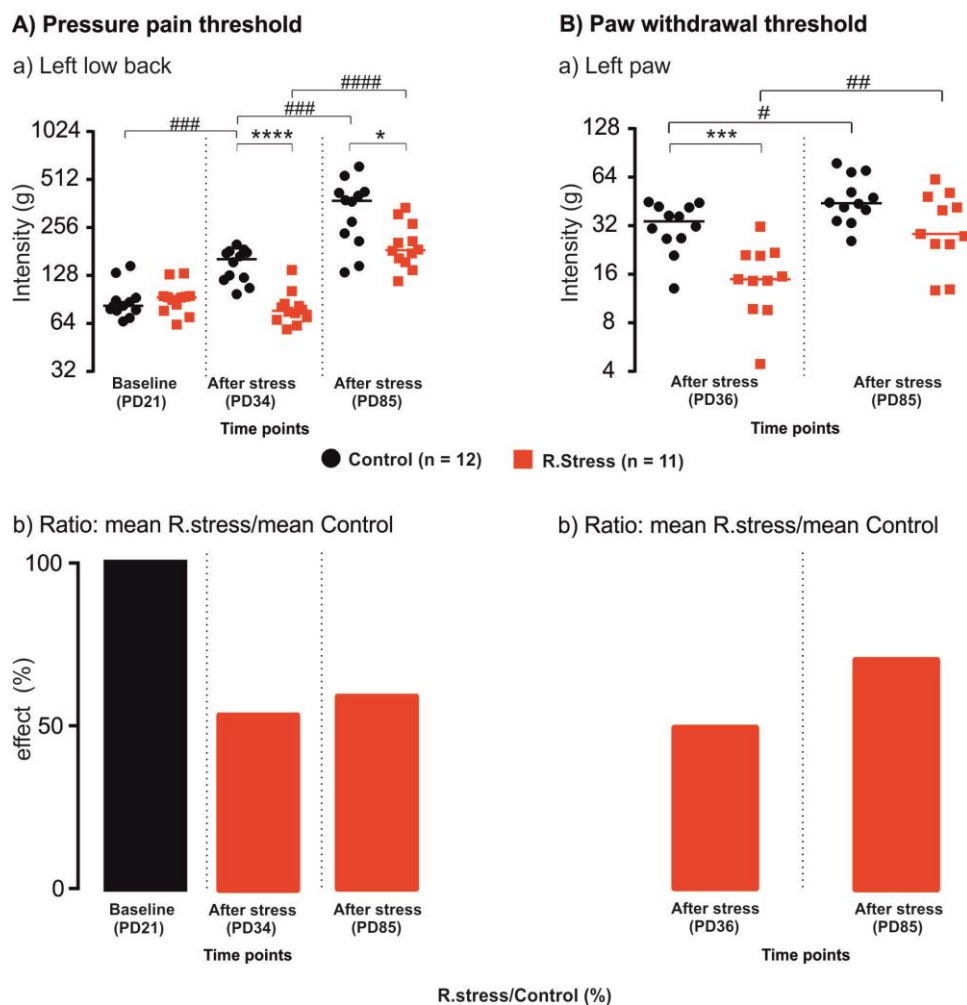 A) Pressure pain threshold
a) Left low back
####
###
###
****
*
1024
512
256
128
64
32
Intensity (g)
Baseline
(PD21)
After stress
(PD34)
After stress
(PD85)
Time points
B) Paw withdrawal threshold
a) Left paw
##
#
***
128
64
32
16
8
4
Intensity (g)
After stress
(PD36)
After stress
(PD85)
Time points
Control (n = 12)
R.Stress (n = 11)
b) Ratio: mean R.stress/mean Control
100
50
0
effect (%)
Baseline
(PD21)
After stress
(PD34)
After stress
(PD85)
Time points
b) Ratio: mean R.stress/mean Control
After stress
(PD36)
After stress
(PD85)
Time points
R.stress/Control (%)